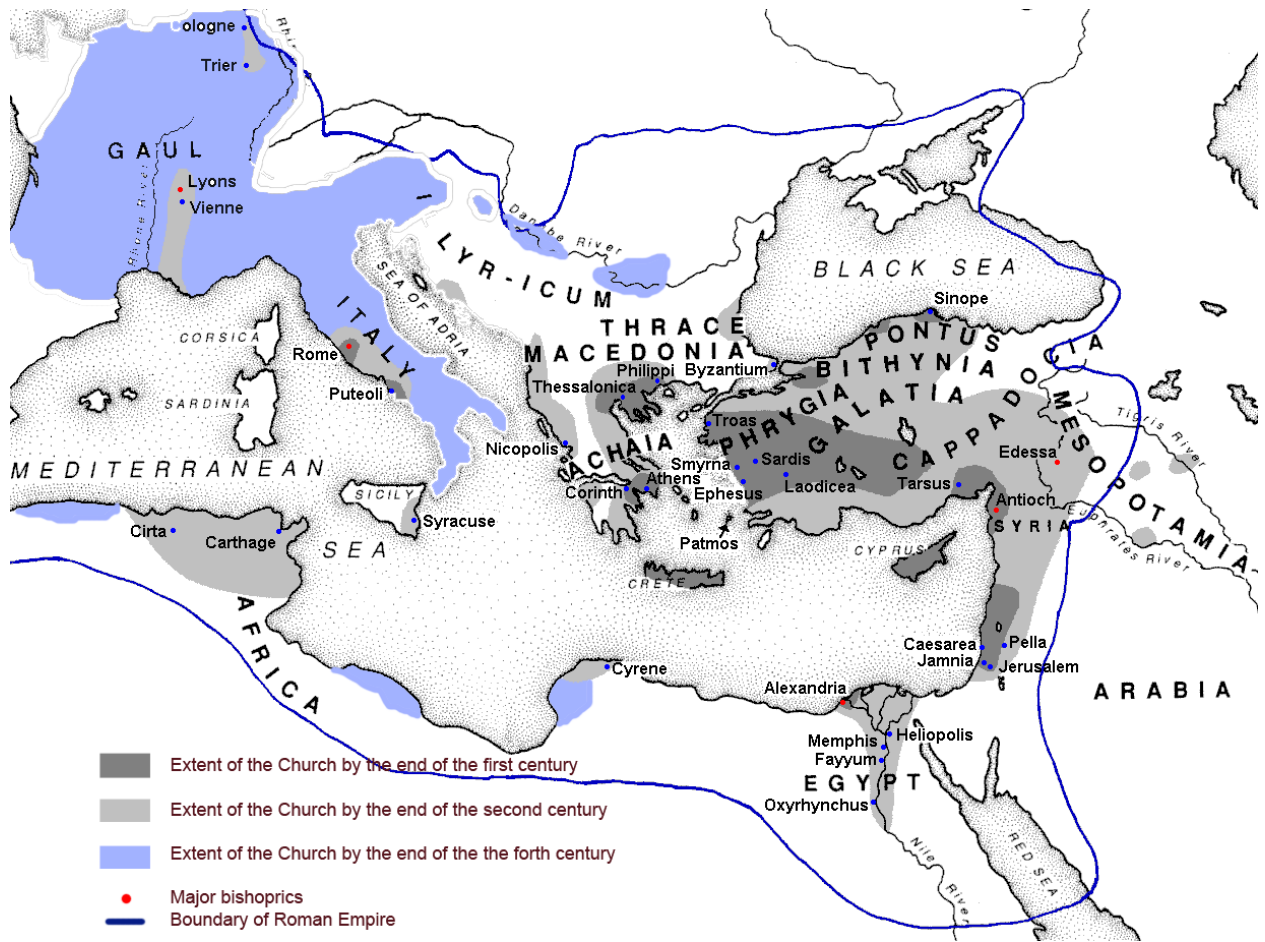 Cologne
Rhi
Trier
GAUL
Lyons
Vienne
Rhone River
I
LYR-ICUM
Danube River
BLACK SEA
SEA OF ADRIA
ITALY
CORSICA
Rome
SARDINIA
Puteoli
THRACE
MACEDONIA
Philippi
Byzantium
Thessalonica
Sinope
PONTUS
BITHYNIA
CIA
PHRYGIA
GALATIA
CAPPADO
MESO
POTAMIA
Tigris River
Troas
Nicopolis
ACHAIA
Smyrna
Sardis
Edessa
MEDITERRANEAN
Athens
Corinth
Ephesus
Laodicea
Tarsus
Antioch
SYRIA
Euphrates River
SICILY
Syracuse
Cirta
Carthage
SEA
Patmos
CYPRUS
CRETE
AFRICA
Caesarea
Pella
Jamnia
Jerusalem
Cyrene
Alexandria
ARABIA
Heliopolis
Memphis
Fayyum
EGYPT
Oxyrhynchus
Nile River
RED SEA
Extent of the Church by the end of the first century
Extent of the Church by the end of the second century
Extent of the Church by the end of the the forth century
Major bishoprics
Boundary of Roman Empire